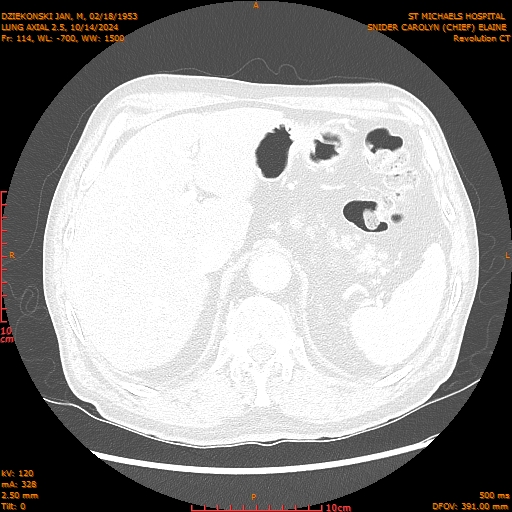 A
DZIEKONSKI JAN, M, 02/18/1953
LUNG AXIAL 2.5, 10/14/2024
Fr: 114, WL: -700, WW: 1500
ST MICHAELS HOSPITAL
SNIDER CAROLYN (CHIEF) ELAINE
Revolution CT
R
L
10
cm
kV: 120
mA: 328
2.50 mm
Tilt: 0
P
10cm
500 ms
DFOV: 391.00 mm